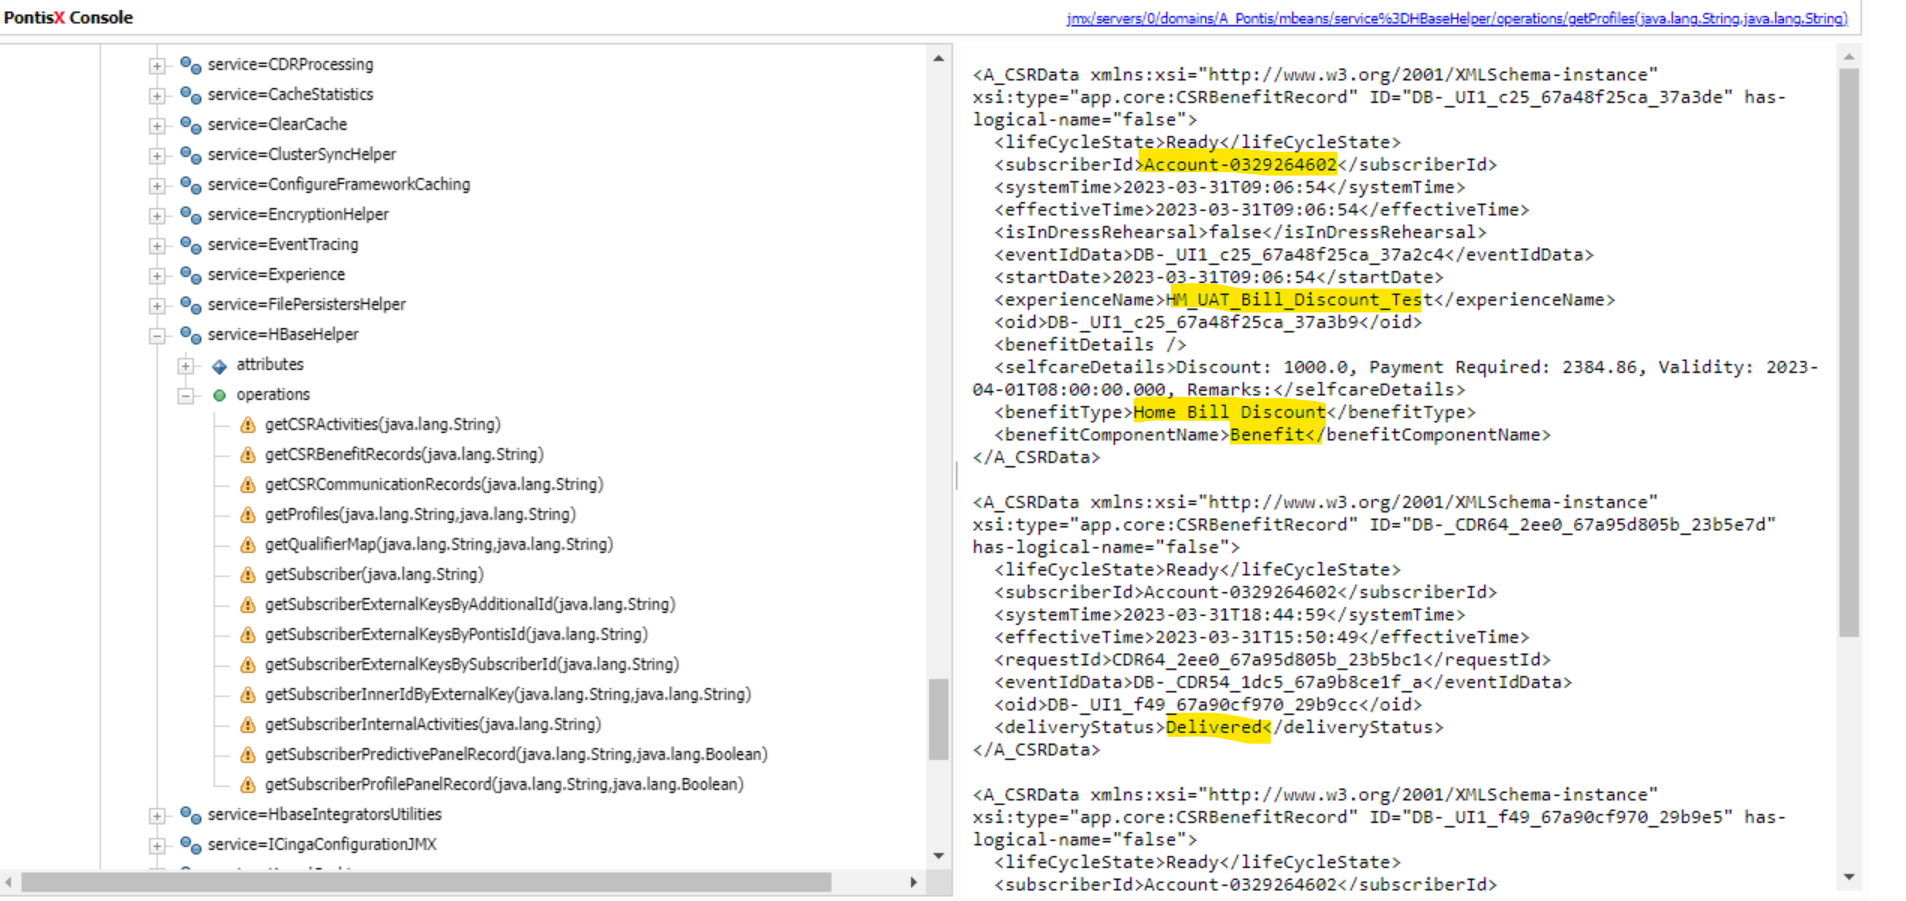 PontisX Console
jmx/servers/0/domains/A_Pontis/mbeans/service%3DHBaseHelper/operations/getProfiles(java.lang.String,java.lang.String)
service=CDRProcessing
service=CacheStatistics
service=ClearCache
service=ClusterSyncHelper
service=ConfigureFrameworkCaching
service=EncryptionHelper
service=EventTracing
service=Experience
service=FilePersistersHelper
service=HBaseHelper
attributes
operations
getCSRActivities(java.lang.String)
getCSRBenefitRecords(java.lang.String)
getCSRCommunicationRecords(java.lang.String)
getProfiles(java.lang.String,java.lang.String)
getQualifierMap(java.lang.String,java.lang.String)
getSubscriber(java.lang.String)
getSubscriberExternalKeysByAdditionalId(java.lang.String)
getSubscriberExternalKeysByPontisId(java.lang.String)
getSubscriberExternalKeysBySubscriberId(java.lang.String)
getSubscriberInnerIdByExternalKey(java.lang.String,java.lang.String)
getSubscriberInternalActivities(java.lang.String)
getSubscriberPredictivePanelRecord(java.lang.String,java.lang.Boolean)
getSubscriberProfilePanelRecord(java.lang.String,java.lang.Boolean)
service=HbaseIntegratorsUtilities
service=ICingaConfigurationJMX
<A_CSRData xmlns:xsi="http://www.w3.org/2001/XMLSchema-instance"
xsi:type="app.core:CSRBenefitRecord" ID="DB-_UI1_c25_67a48f25ca_37a3de" has-
logical-name="false">
<lifeCycleState>Ready</lifeCycleState>
<subscriberId>Account-0329264602</subscriberId>
<systemTime>2023-03-31T09:06:54</systemTime>
<effectiveTime>2023-03-31T09:06:54</effectiveTime>
<isInDressRehearsal>false</isInDressRehearsal>
<eventIdData>DB-_UI1_c25_67a48f25ca_37a2c4</eventIdData>
<startDate>2023-03-31T09:06:54</startDate>
<experienceName>HM_UAT_Bill_Discount_Test</experienceName>
<oid>DB-_UI1_c25_67a48f25ca_37a3b9</oid>
<benefitDetails />
<selfcareDetails>Discount: 1000.0, Payment Required: 2384.86, Validity: 2023-
04-01T08:00:00.000, Remarks:</selfcareDetails>
<benefitType>Home Bill Discount</benefitType>
<benefitComponentName>Benefit</benefitComponentName>
</A_CSRData>
<A_CSRData xmlns:xsi="http://www.w3.org/2001/XMLSchema-instance"
xsi:type="app.core:CSRBenefitRecord" ID="DB-_CDR64_2ee0_67a95d805b_23b5e7d"
has-logical-name="false">
<lifeCycleState>Ready</lifeCycleState>
<subscriberId>Account-0329264602</subscriberId>
<systemTime>2023-03-31T18:44:59</systemTime>
<effectiveTime>2023-03-31T15:50:49</effectiveTime>
<requestId>CDR64_2ee0_67a95d805b_23b5bc1</requestId>
<eventIdData>DB-_CDR54_1dc5_67a9b8ce1f_a</eventIdData>
<oid>DB-_UI1_f49_67a90cf970_29b9cc</oid>
<deliveryStatus>Delivered</deliveryStatus>
</A_CSRData>
<A_CSRData xmlns:xsi="http://www.w3.org/2001/XMLSchema-instance"
xsi:type="app.core:CSRBenefitRecord" ID="DB-_UI1_f49_67a90cf970_29b9e5" has-
logical-name="false">
<lifeCycleState>Ready</lifeCycleState>
<subscriberId>Account-0329264602</subscriberId>